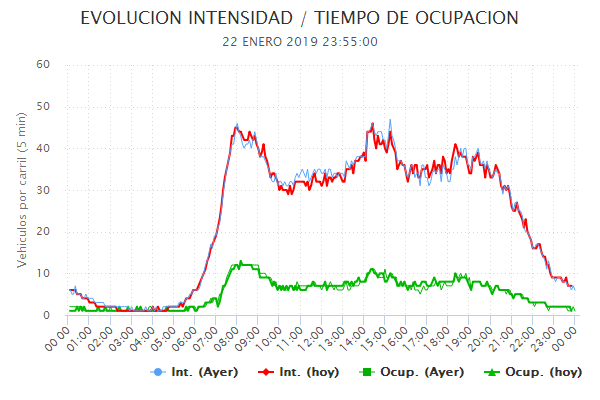 EVOLUCION INTENSIDAD / TIEMPO DE OCUPACION
22 ENERO 2019 23:55:00
Vehiculos por carril (5 min)
60
50
40
30
20
10
0
00:00 01:00 02:00 03:00 04:00 05:00 06:00 07:00 08:00 09:00 10:00 11:00 12:00 13:00 14:00 15:00 16:00 17:00 18:00 19:00 20:00 21:00 22:00 23:00 00:00
Int. (Ayer) Int. (hoy) Ocup. (Ayer) Ocup. (hoy)